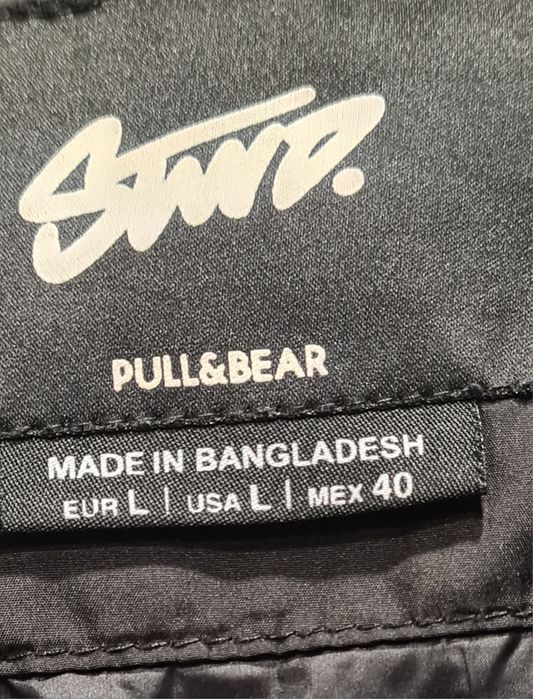 STWD.
PULL&BEAR
MADE IN BANGLADESH
EUR L | USA L | MEX 40